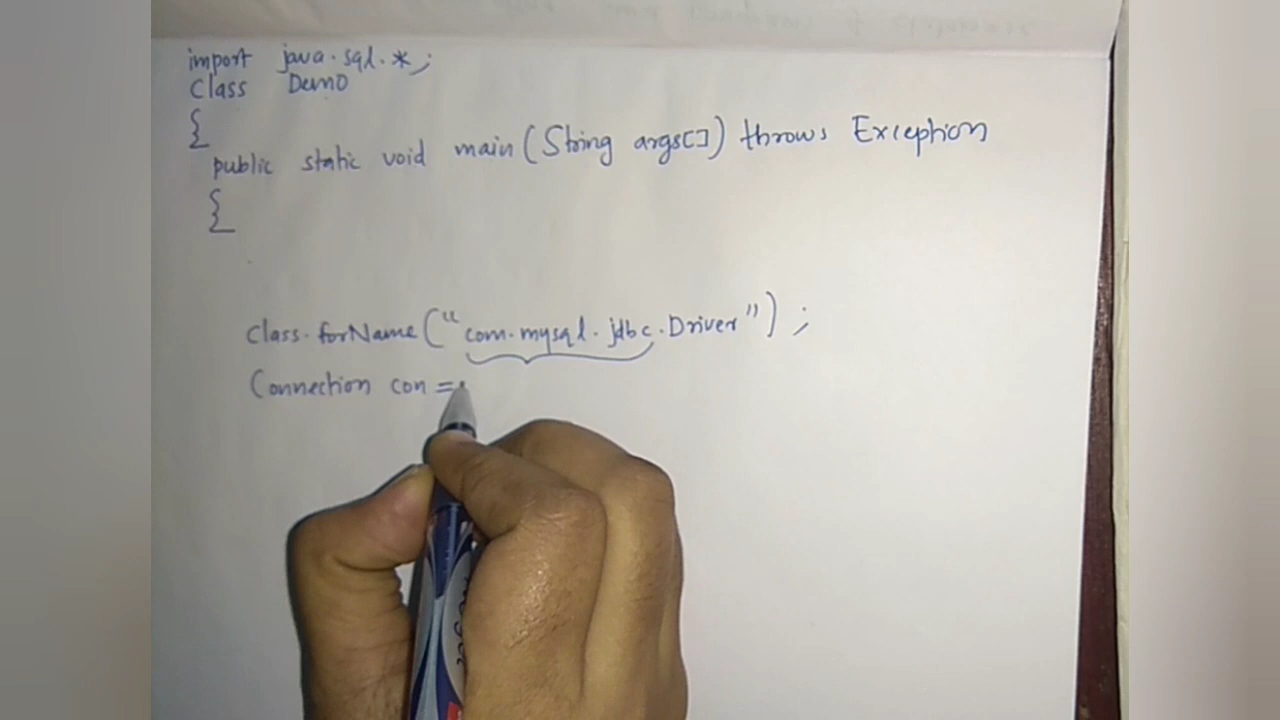 import java.sql.*;
Class Demo
{
public static void main(String args[]) throws Exception
{
Class.forName("com.mysql.jdbc.Driver");
Connection con =